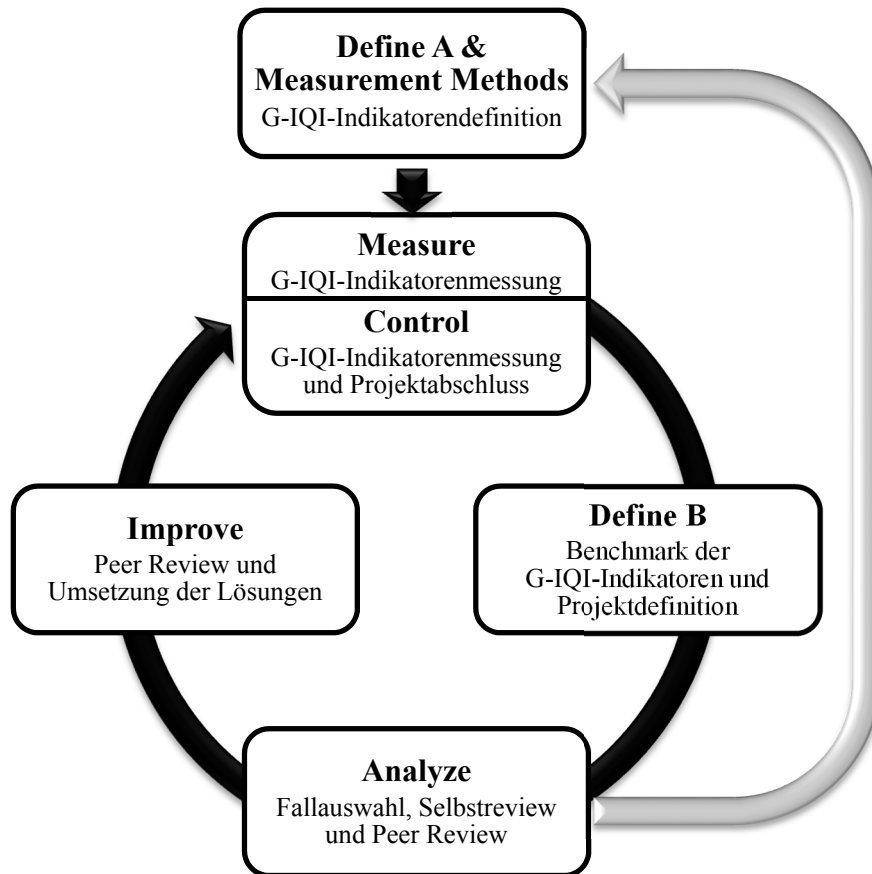 Define A &
Measurement Methods
G-IQI-Indikatorendefinition
Measure
G-IQI-Indikatorenmessung
Control
G-IQI-Indikatorenmessung
und Projektabschluss
Improve
Peer Review und
Umsetzung der Lösungen
Define B
Benchmark der
G-IQI-Indikatoren und
Projektdefinition
Analyze
Fallauswahl, Selbstreview
und Peer Review